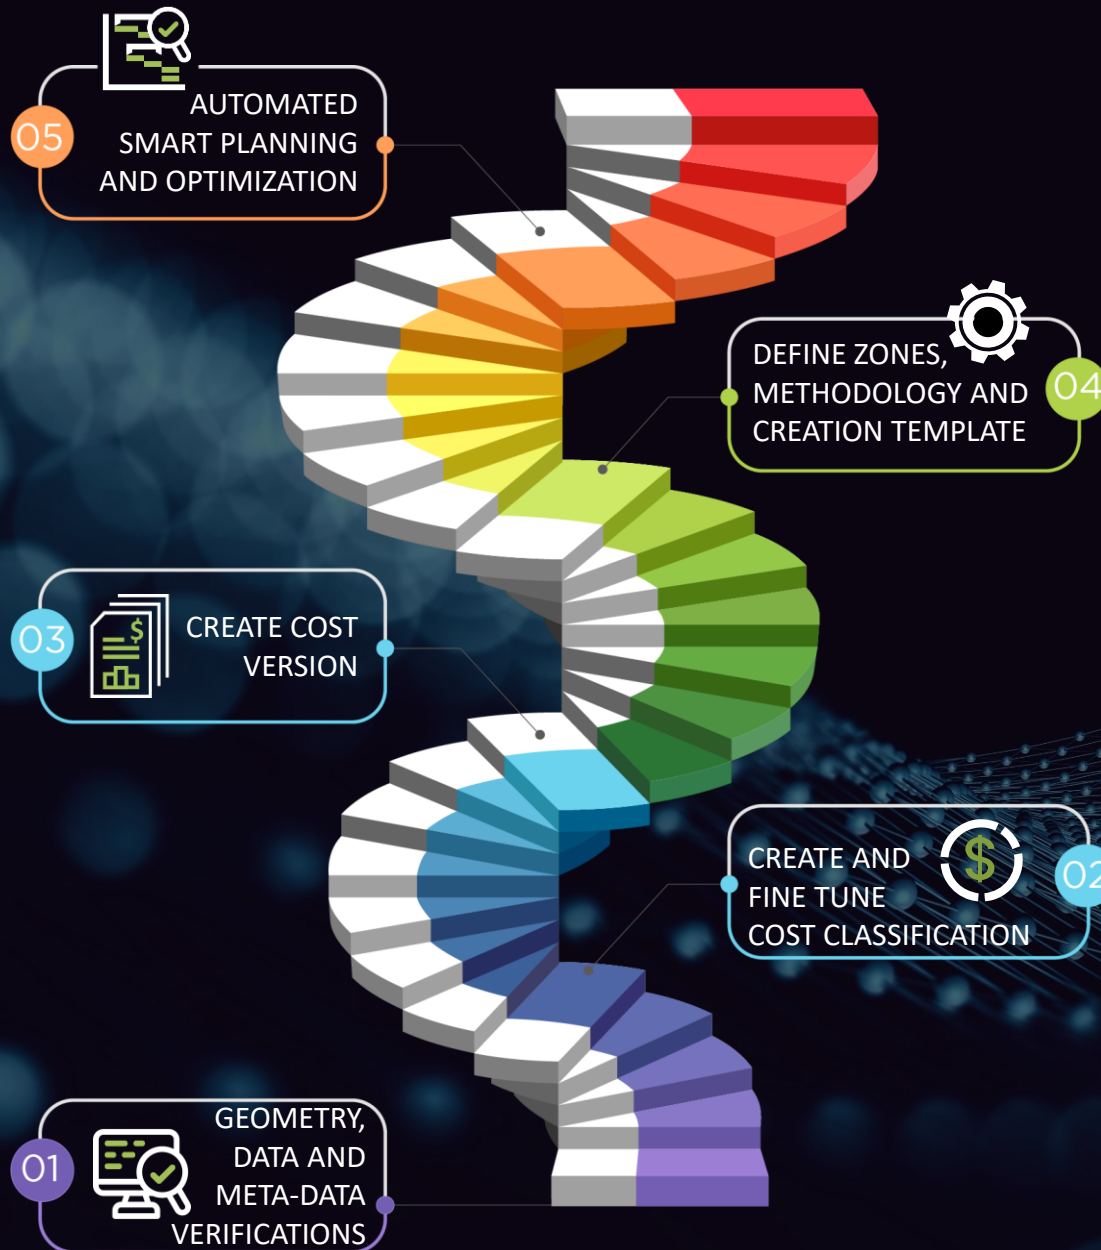 05
AUTOMATED
SMART PLANNING
AND OPTIMIZATION
DEFINE ZONES,
METHODOLOGY AND
CREATION TEMPLATE
04
03
$
CREATE COST
VERSION
CREATE AND
FINE TUNE
COST CLASSIFICATION
$
02
01
GEOMETRY,
DATA AND
META-DATA
VERIFICATIONS